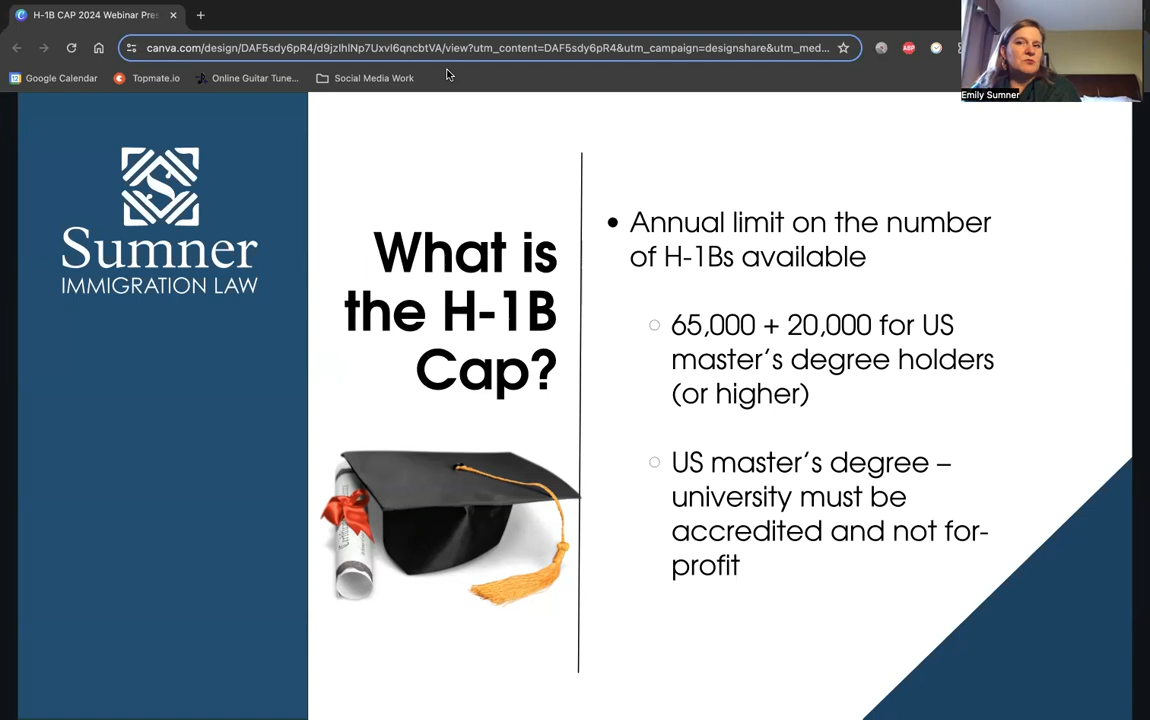 H-1B CAP 2024 Webinar Pres
canva.com/design/DAF5sdy6pR4/d9jzIhINp7UxvI6qncbtVA/view?utm_content=DAF5sdy6pR4&utm_campaign=designshare&utm_med...
ABP
Google Calendar
Topmate.io
Online Guitar Tune...
Social Media Work
Emily Sumner
Sumner
IMMIGRATION LAW
What is
the H-1B
Cap?
• Annual limit on the number
of H-1Bs available
○ 65,000 + 20,000 for US
master's degree holders
(or higher)
○ US master's degree –
university must be
accredited and not for-
profit